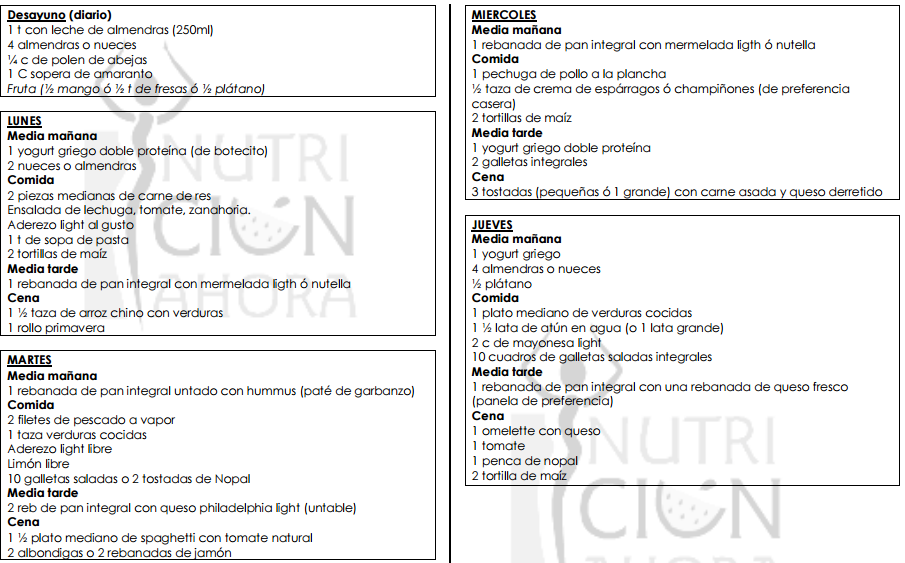 Desayuno (diario)
1 t con leche de almendras (250ml)
4 almendras o nueces
¼ c de polen de abejas
1 C sopera de amaranto
Fruta (½ mango ó ½ t de fresas ó ½ plátano)
LUNES
Media mañana
1 yogurt griego doble proteína (de botecito)
2 nueces o almendras
Comida
2 piezas medianas de carne de res
Ensalada de lechuga, tomate, zanahoria.
Aderezo light al gusto
1 t de sopa de pasta
2 tortillas de maíz
Media tarde
1 rebanada de pan integral con mermelada ligth ó nutella
Cena
1 ½ taza de arroz chino con verduras
1 rollo primavera
MARTES
Media mañana
1 rebanada de pan integral untado con hummus (paté de garbanzo)
Comida
2 filetes de pescado a vapor
1 taza verduras cocidas
Aderezo light libre
Limón libre
10 galletas saladas o 2 tostadas de Nopal
Media tarde
2 reb de pan integral con queso philadelphia light (untable)
Cena
1 ½ plato mediano de spaghetti con tomate natural
2 albondigas o 2 rebanadas de jamón
MIERCOLES
Media mañana
1 rebanada de pan integral con mermelada ligth ó nutella
Comida
1 pechuga de pollo a la plancha
½ taza de crema de espárragos ó champiñones (de preferencia
casera)
2 tortillas de maíz
Media tarde
1 yogurt griego doble proteína
2 galletas integrales
Cena
3 tostadas (pequeñas ó 1 grande) con carne asada y queso derretido
JUEVES
Media mañana
1 yogurt griego
4 almendras o nueces
½ plátano
Comida
1 plato mediano de verduras cocidas
1 ½ lata de atún en agua (o 1 lata grande)
2 c de mayonesa light
10 cuadros de galletas saladas integrales
Media tarde
1 rebanada de pan integral con una rebanada de queso fresco
(panela de preferencia)
Cena
1 omelette con queso
1 tomate
1 penca de nopal
2 tortilla de maíz
NUTRI
CIÓN
AHORA
NUTRI
CIÓN